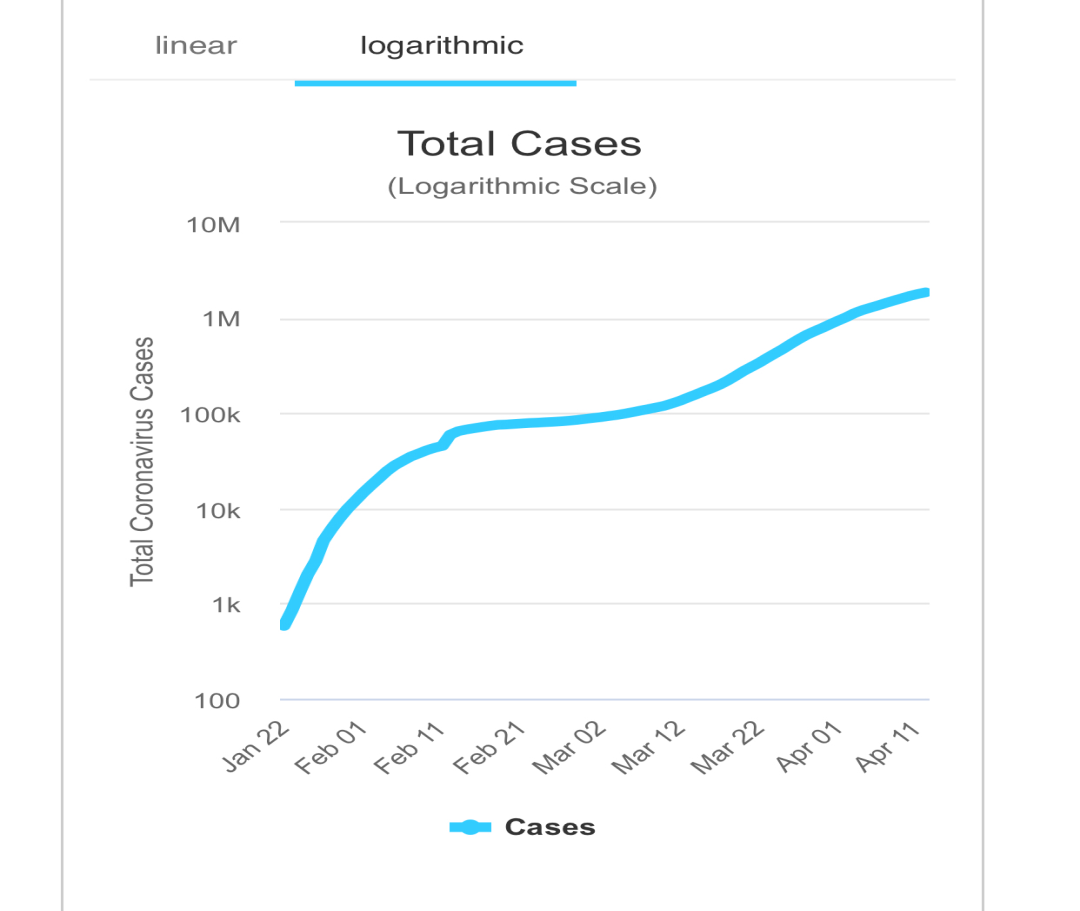 linear logarithmic
Total Cases
(Logarithmic Scale)
Total Coronavirus Cases
10M
1M
100k
10k
1k
100
Jan 22 Feb 01 Feb 11 Feb 21 Mar 02 Mar 12 Mar 22 Apr 01 Apr 11
Cases